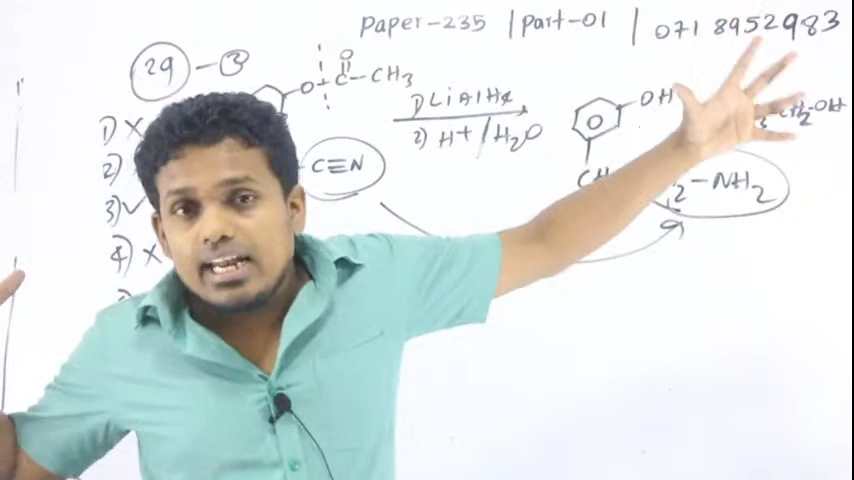 Paper-235 | Part-01 | 071 8952983
29 - 3
O C - CH3
O
1) LiAlH4
2) H+/H2O
OH
CH2-OH
1) X
2)
C≡N
3) ✓
CH
2-NH2
4) X